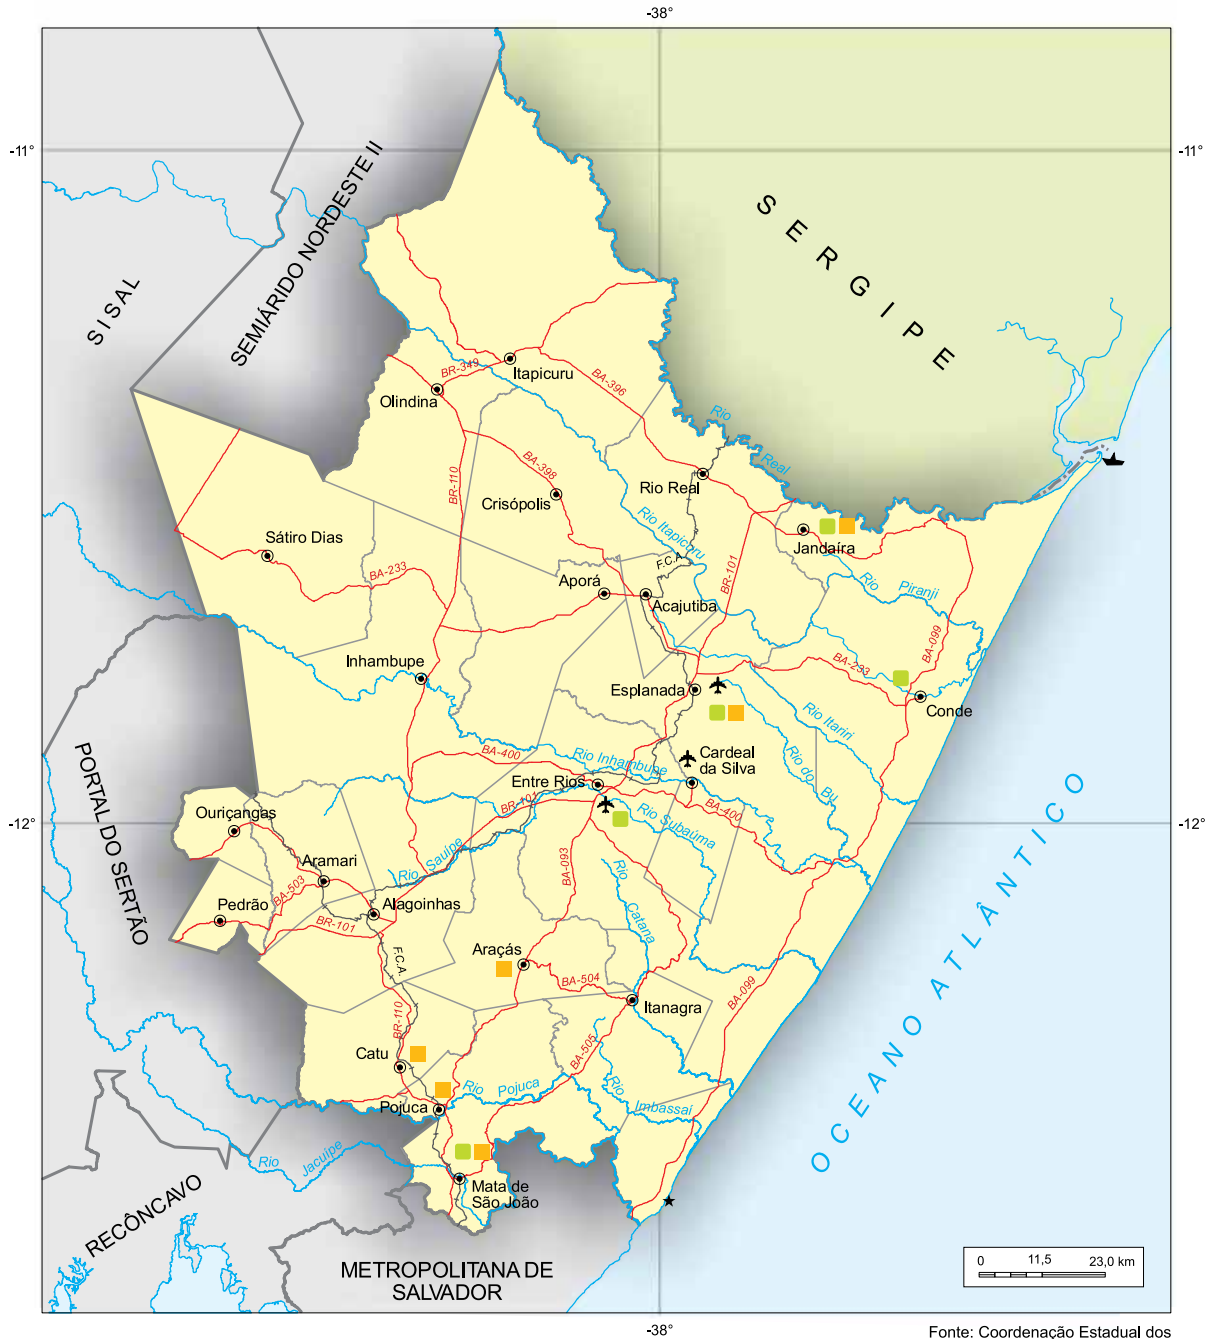 -38°
-11°
-11°
SERGIPE
SEMIÁRIDO NORDESTE II
SISAL
BR-349
Itapicuru
BA-396
Olindina
Rio
Real
BA-398
BR-110
Rio Real
Crisópolis
Rio Itapicuru
Jandaíra
Sátiro Dias
F.C.A.
BR-101
BA-233
Rio
Piranji
Aporá
Acajutiba
BA-099
Inhambupe
BA-233
Esplanada
Conde
Rio Itariri
PORTAL DO SERTÃO
BA-400
Rio Inhambupe
Cardeal
da Silva
Rio do
Bu
Entre Rios
BR-101
BA-400
Ouriçangas
Rio Subaúma
-12°
-12°
OCEANO ATLÂNTICO
Aramari
Rio
Sauípe
BA-093
Rio
Catana
BA-503
Pedrão
Alagoinhas
BR-101
F.C.A.
Araçás
BA-504
BA-099
Itanagra
BR-110
BA-505
Catu
Rio
Pojuca
Rio
Imbassaí
Pojuca
Rio
Jacuípe
Mata de
São João
RECÔNCAVO
METROPOLITANA DE
SALVADOR
0 11,5 23,0 km
-38°
Fonte: Coordenação Estadual dos